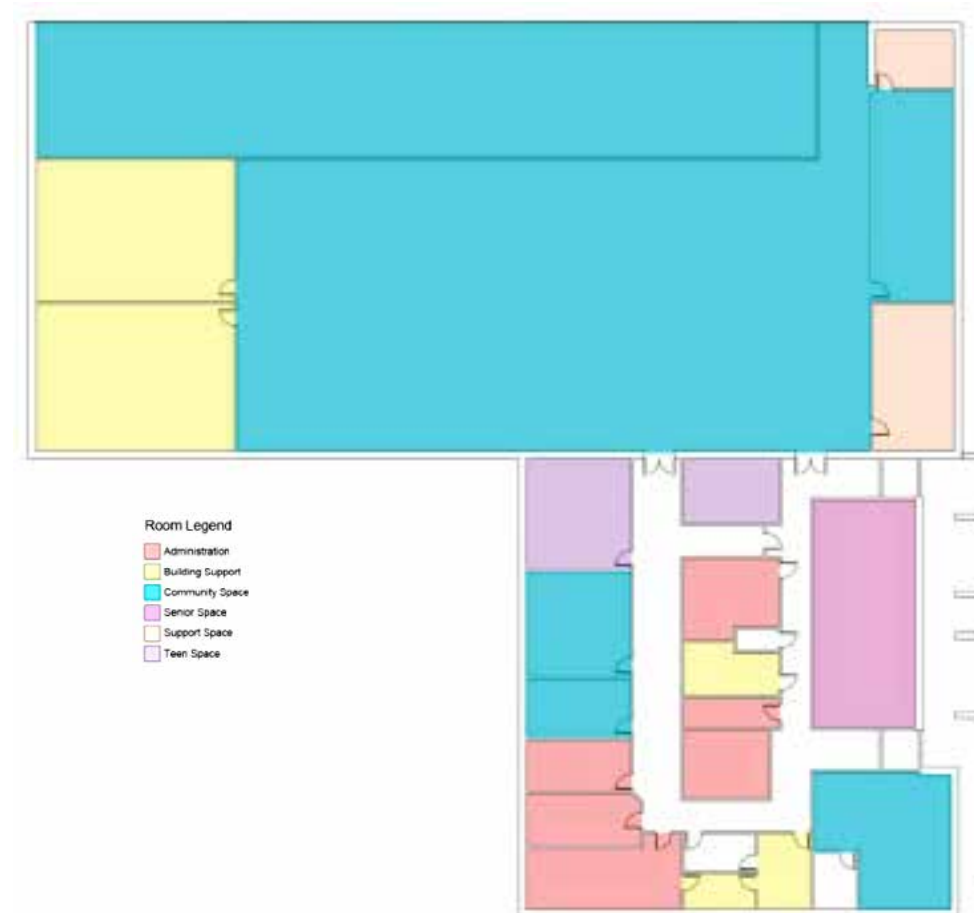 Room Legend
Administration
Building Support
Community Space
Senior Space
Support Space
Teen Space